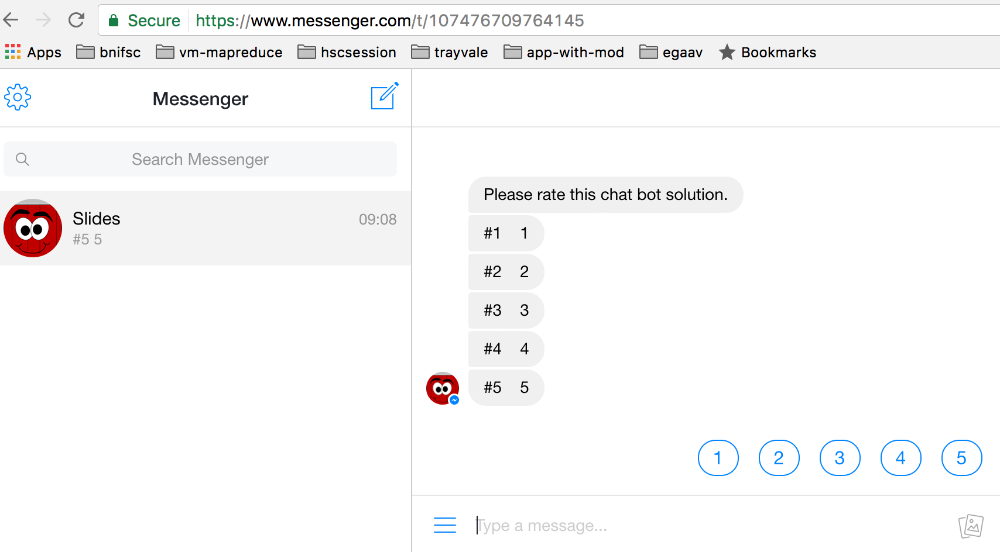 Secure https://www.messenger.com/t/107476709764145
Apps bnifsc vm-mapreduce hscsession trayvale app-with-mod egaav Bookmarks
Messenger
Search Messenger
Slides 09:08
#5 5
Please rate this chat bot solution.
#1 1
#2 2
#3 3
#4 4
#5 5
1 2 3 4 5
Type a message...